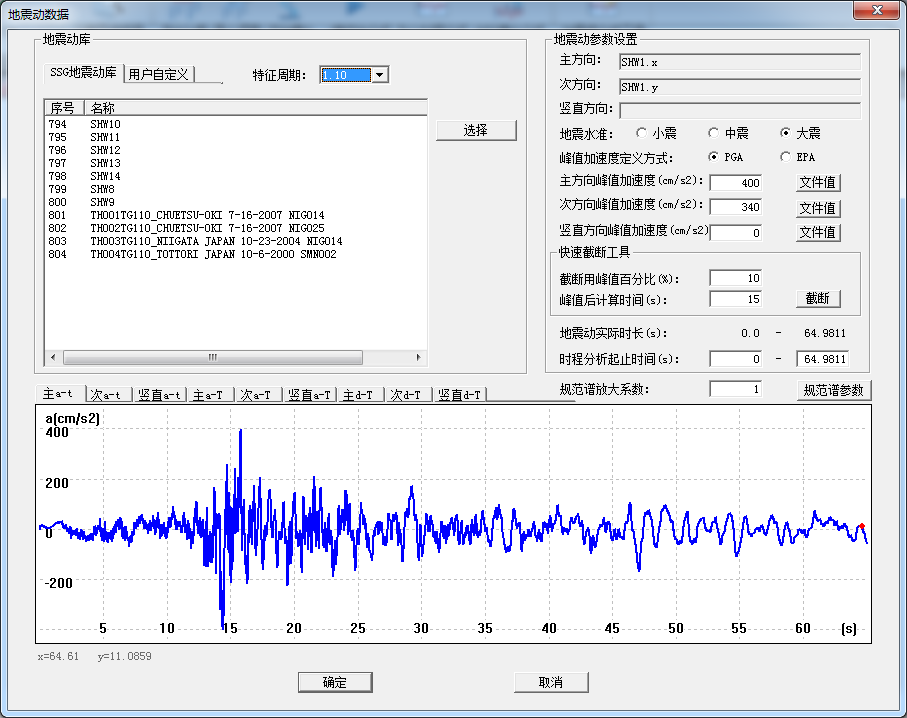 地震动数据
地震动库
SSG地震动库 用户自定义 特征周期: 1.10
序号 名称
794 SHW10
795 SHW11
796 SHW12
797 SHW13
798 SHW14
799 SHW8
800 SHW9
801 TH001TG110_CHUETSU-OKI 7-16-2007 NIG014
802 TH002TG110_CHUETSU-OKI 7-16-2007 NIG025
803 TH003TG110_NIIGATA JAPAN 10-23-2004 NIG014
804 TH004TG110_TOTTORI JAPAN 10-6-2000 SMN002
选择
地震动参数设置
主方向: SHW1.x
次方向: SHW1.y
竖直方向:
地震水准: 小震 中震 大震
峰值加速度定义方式: PGA EPA
主方向峰值加速度(cm/s2): 400 文件值
次方向峰值加速度(cm/s2): 340 文件值
竖直方向峰值加速度(cm/s2) 0 文件值
快速截断工具
截断用峰值百分比(%): 10
峰值后计算时间(s): 15 截断
地震动实际时长(s): 0.0 - 64.9811
时程分析起止时间(s): 0 - 64.9811
规范谱放大系数: 1 规范谱参数
主a-t 次a-t 竖直a-t 主a-T 次a-T 竖直a-T 主d-T 次d-T 竖直d-T
a(cm/s2)
400
200
0
-200
5 10 15 20 25 30 35 40 45 50 55 60 (s)
x=64.61 y=11.0859
确定 取消